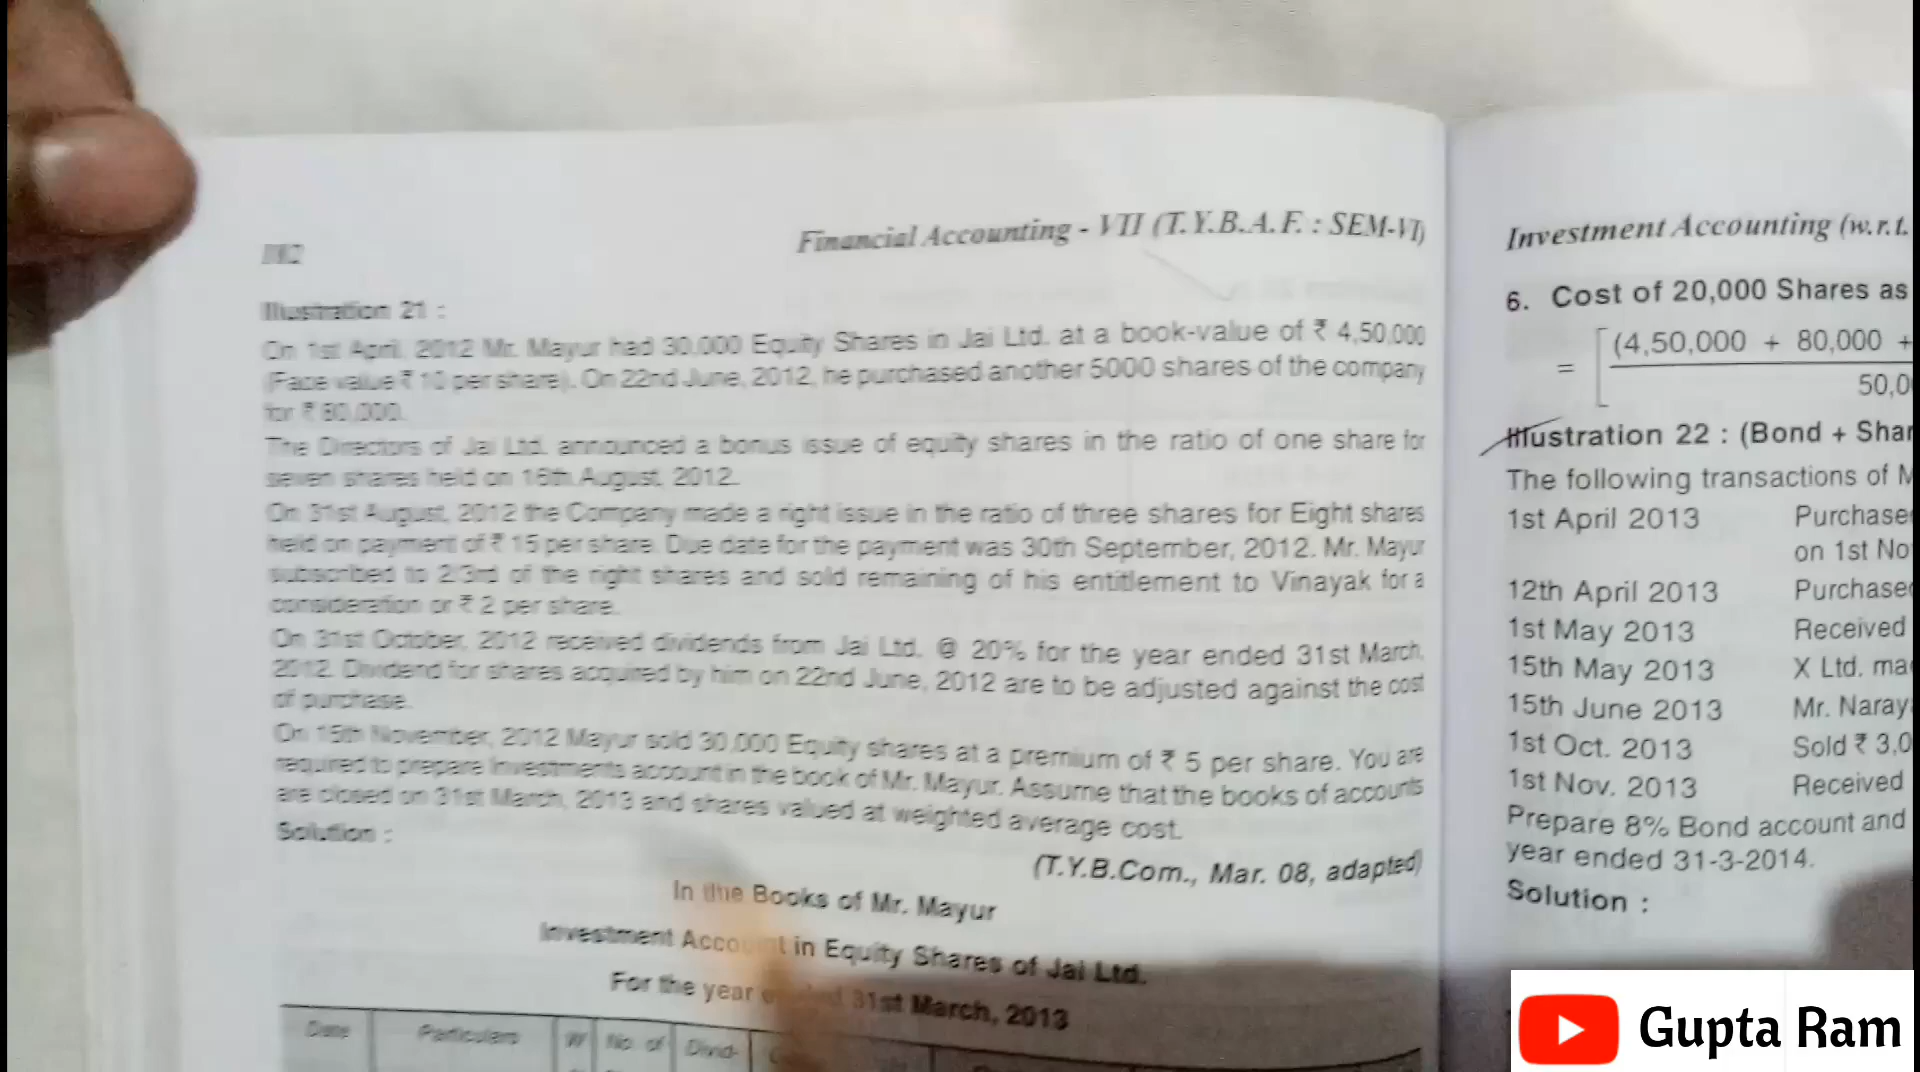 Financial Accounting - VII (T.Y.B.A.F. : SEM-VI)
Illustration 21 :
On 1st April, 2012 Mr. Mayur had 30,000 Equity Shares in Jai Ltd. at a book-value of ₹ 4,50,000
(Face value ₹ 10 per share). On 22nd June, 2012, he purchased another 5000 shares of the company
for ₹ 80,000.
The Directors of Jai Ltd. announced a bonus issue of equity shares in the ratio of one share for
seven shares held on 16th August, 2012.
On 31st August, 2012 the Company made a right issue in the ratio of three shares for Eight shares
held on payment of ₹ 15 per share. Due date for the payment was 30th September, 2012. Mr. Mayur
subscribed to 2/3rd of the right shares and sold remaining of his entitlement to Vinayak for a
consideration or ₹ 2 per share.
On 31st October, 2012 received dividends from Jai Ltd. @ 20% for the year ended 31st March,
2012. Dividend for shares acquired by him on 22nd June, 2012 are to be adjusted against the cost
of purchase.
On 15th November, 2012 Mayur sold 30,000 Equity shares at a premium of ₹ 5 per share. You are
required to prepare Investments account in the book of Mr. Mayur. Assume that the books of accounts
are closed on 31st March, 2013 and shares valued at weighted average cost.
Solution :
(T.Y.B.Com., Mar. 08, adapted)
In the Books of Mr. Mayur
Investment Account in Equity Shares of Jai Ltd.
For the year ended 31st March, 2013
Date Particulars No. of Divid-
Investment Accounting (w.r.t.
6. Cost of 20,000 Shares as
= [(4,50,000 + 80,000 +
50,0
Illustration 22 : (Bond + Shar
The following transactions of M
1st April 2013 Purchase
on 1st No
12th April 2013 Purchase
1st May 2013 Received
15th May 2013 X Ltd. ma
15th June 2013 Mr. Naray
1st Oct. 2013 Sold ₹ 3,0
1st Nov. 2013 Received
Prepare 8% Bond account and
year ended 31-3-2014.
Solution :
Gupta Ram